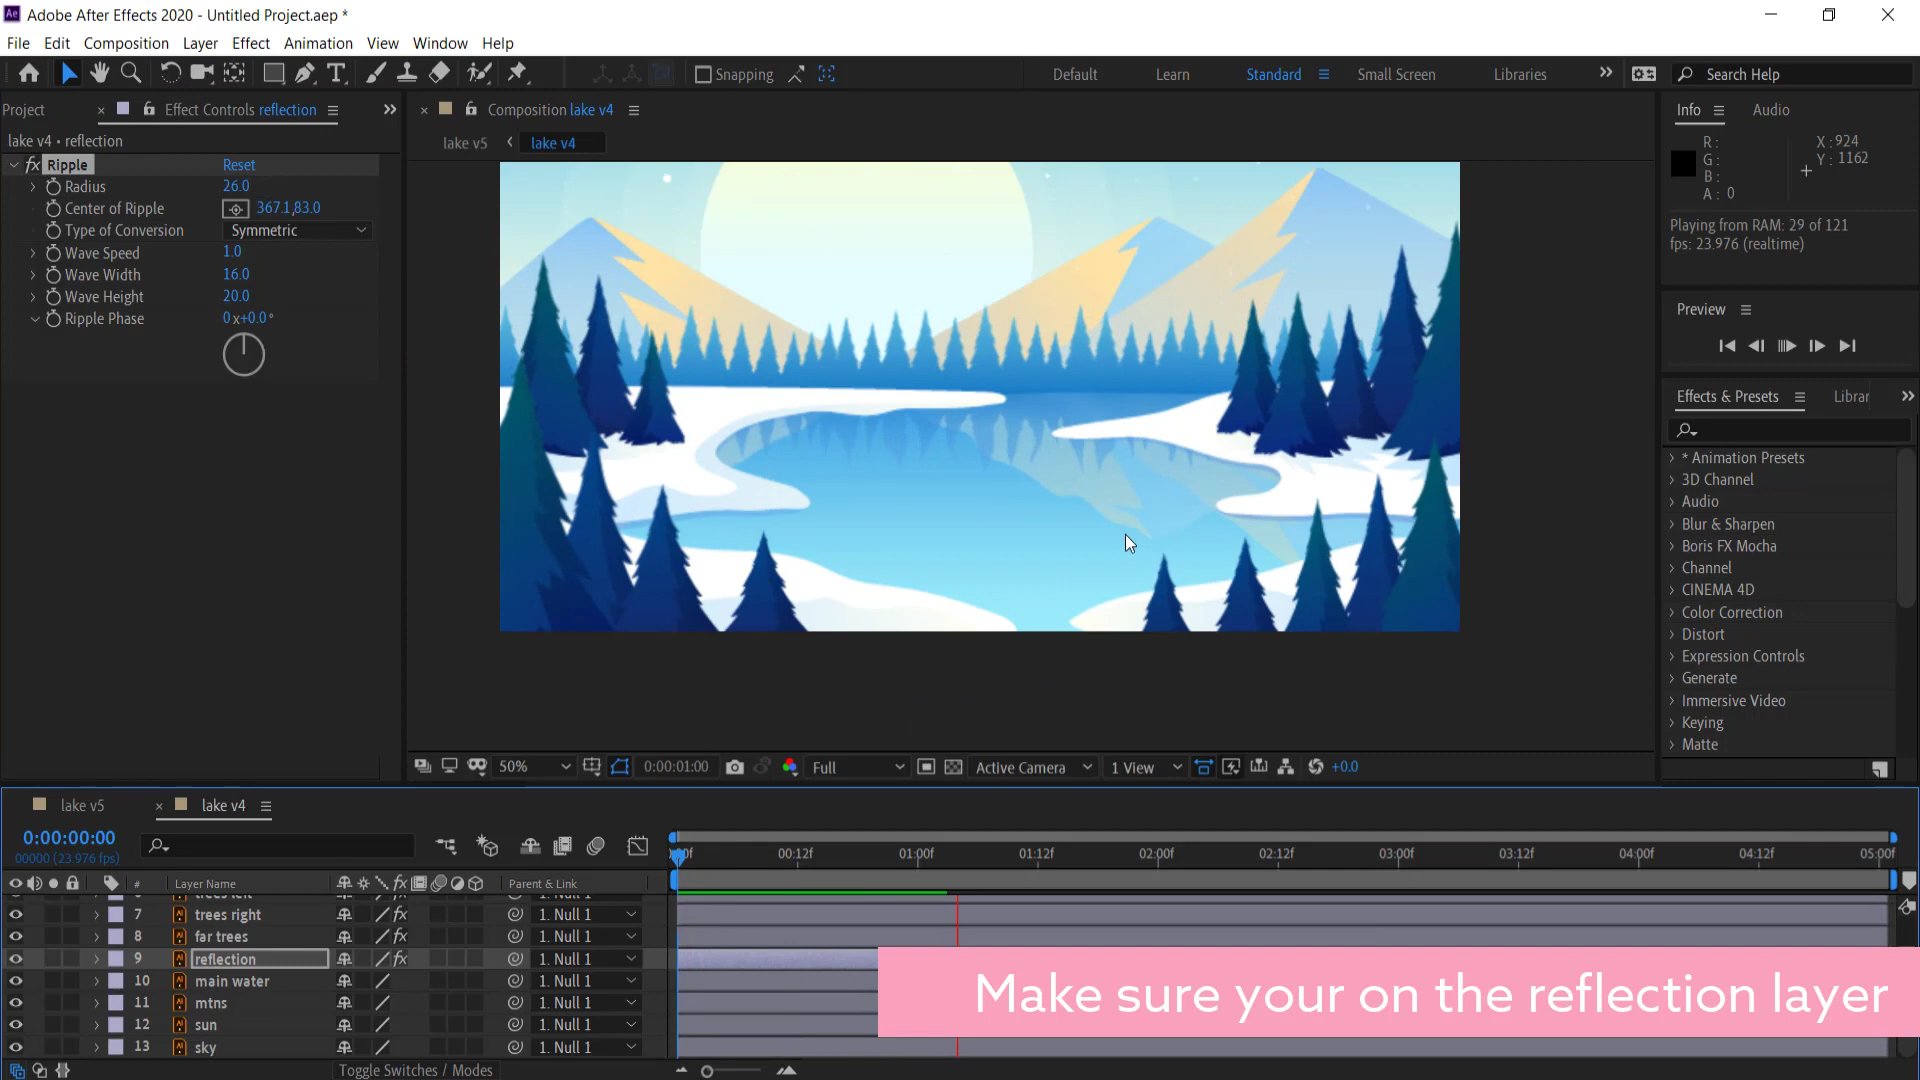 Adobe After Effects 2020 - Untitled Project.aep *
File Edit Composition Layer Effect Animation View Window Help
Snapping Default Learn Standard Small Screen Libraries Search Help
Project Effect Controls reflection
lake v4 • reflection
fx Ripple Reset
Radius 26.0
Center of Ripple 367.1,83.0
Type of Conversion Symmetric
Wave Speed 1.0
Wave Width 16.0
Wave Height 20.0
Ripple Phase 0x+0.0°
Composition lake v4
lake v5 lake v4
50% 0:00:01:00 Full Active Camera 1 View +0.0
Info Audio
R :
G :
B :
A : 0
X : 924
Y : 1162
Playing from RAM: 29 of 121
fps: 23.976 (realtime)
Preview
Effects & Presets Librar
* Animation Presets
3D Channel
Audio
Blur & Sharpen
Boris FX Mocha
Channel
CINEMA 4D
Color Correction
Distort
Expression Controls
Generate
Immersive Video
Keying
Matte
lake v5 lake v4
0:00:00:00
00000 (23.976 fps)
00:12f 01:00f 01:12f 02:00f 02:12f 03:00f 03:12f 04:00f 04:12f 05:00f
# Layer Name Parent & Link
7 trees right 1. Null 1
8 far trees 1. Null 1
9 reflection 1. Null 1
10 main water 1. Null 1
11 mtns 1. Null 1
12 sun 1. Null 1
13 sky 1. Null 1
Toggle Switches / Modes
Make sure your on the reflection layer